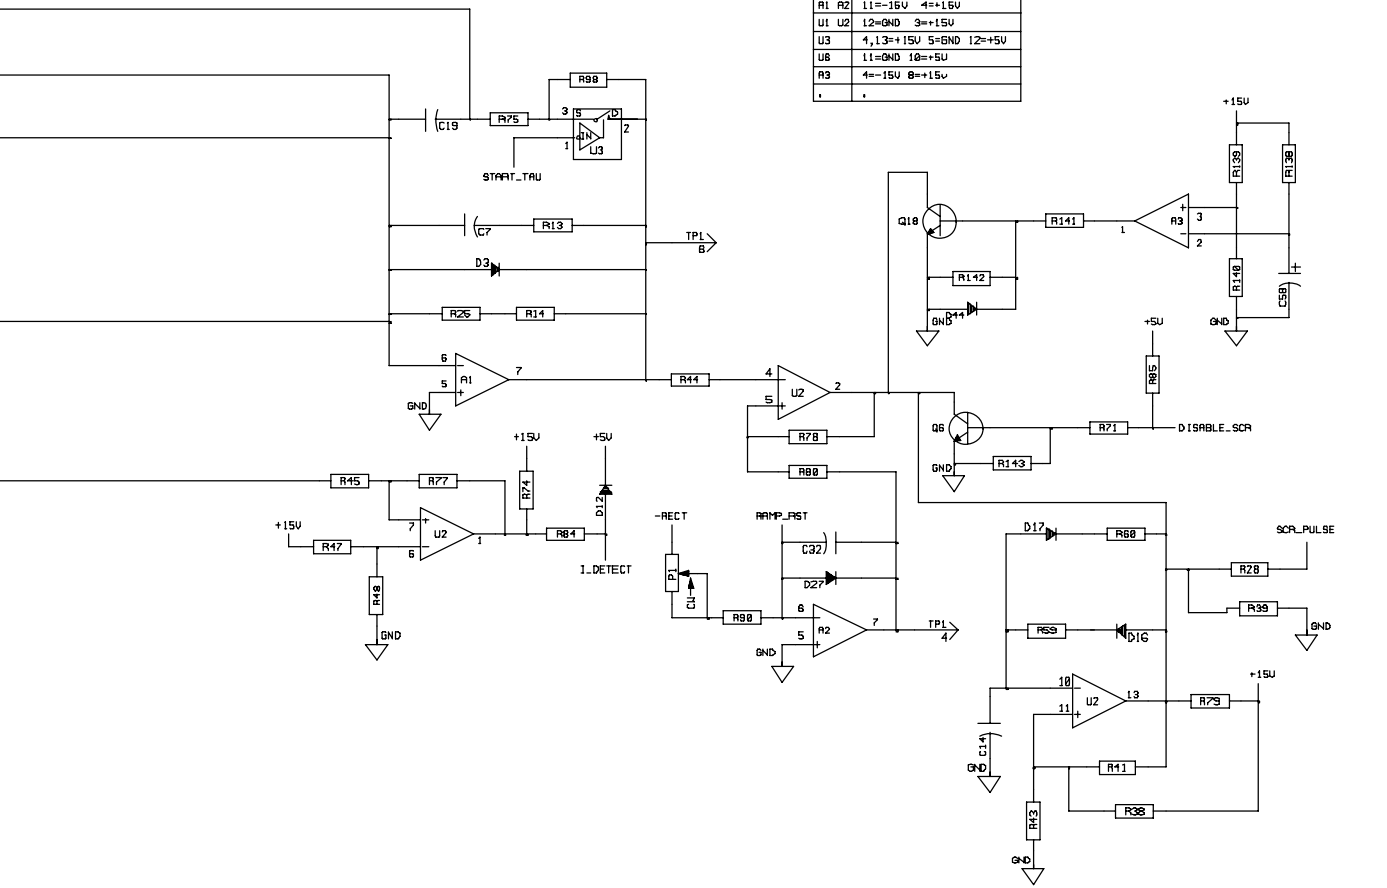 A1 A2 11=-15V 4=+15V
U1 U2 12=GND 3=+15V
U3 4,13=+15V 5=GND 12=+5V
U6 11=GND 10=+5V
A3 4=-15V 8=+15V
R98
3 S D
C19 R75
2
IN
1 U3
START_TAU
+15V
R139 R138
C7 R13
TP1
8
Q18
R141
A3
+ 3
1
- 2
D3
R142
R140 C58 +
D44
GND
GND
R26 R14
+5V
R85
6 -
A1
7
5 +
GND
R44
4 -
U2
2
5 +
R78
R80
Q6
R71
DISABLE_SCR
R143
GND
+15V +5V
R45 R77 R74 D12
+15V
R47
7 +
U2
6 -
1
R84
I_DETECT
R48
GND
-RECT
RAMP_RST
C32
P1
CW
D27
R90
6 -
A2
7
5 +
GND
TP1
4
D17 R60
SCR_PULSE
R28
R39
GND
R59 D16
10 -
U2
13
11 +
R79
+15V
C14
GND
R41
R38
R43
GND